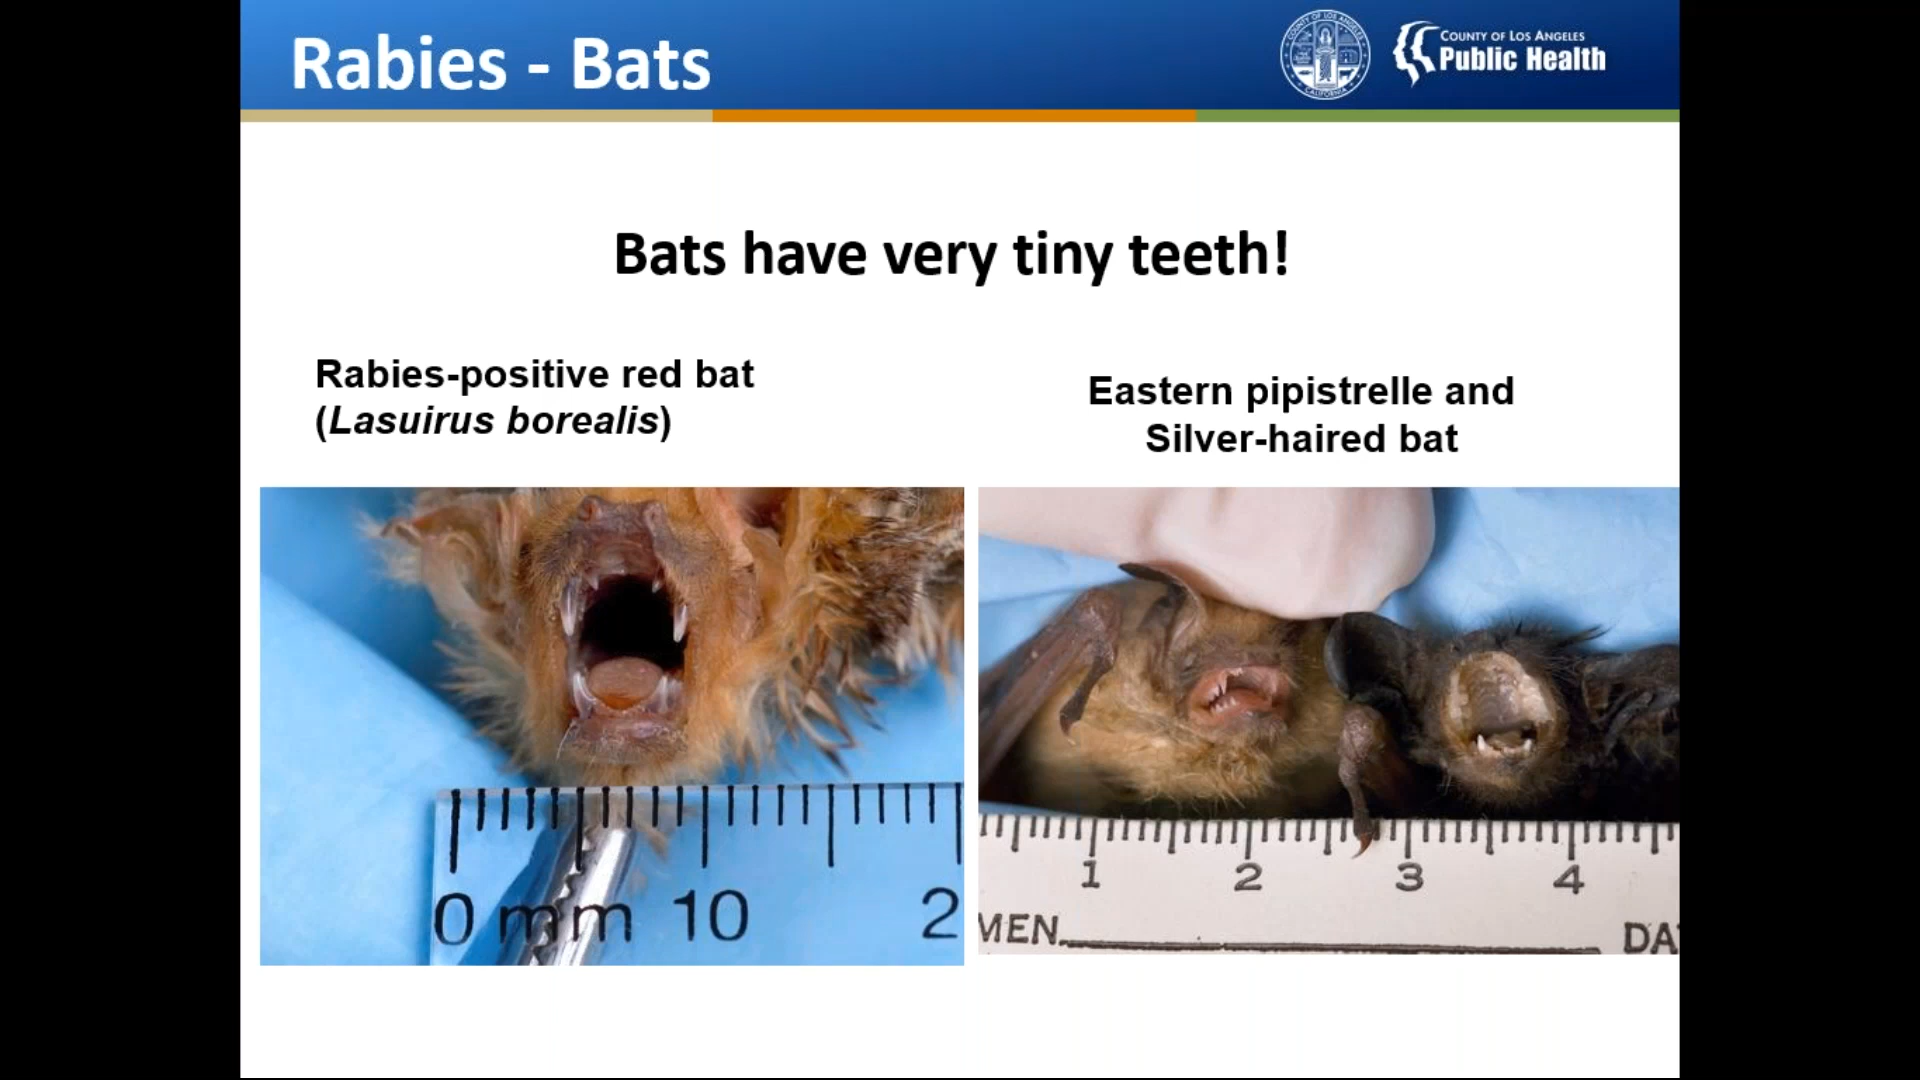 Rabies - Bats
COUNTY OF LOS ANGELES
Public Health
Bats have very tiny teeth!
Rabies-positive red bat
(Lasuirus borealis)
Eastern pipistrelle and
Silver-haired bat
0 mm 10 2
1 2 3 4
MEN DA